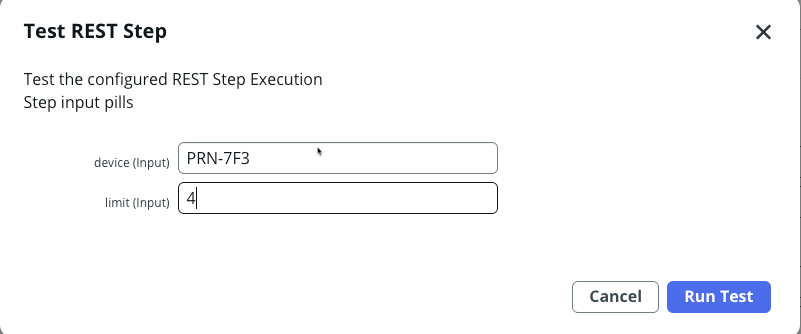 Test REST Step
Test the configured REST Step Execution
Step input pills
device (Input) PRN-7F3
limit (Input) 4
Cancel Run Test